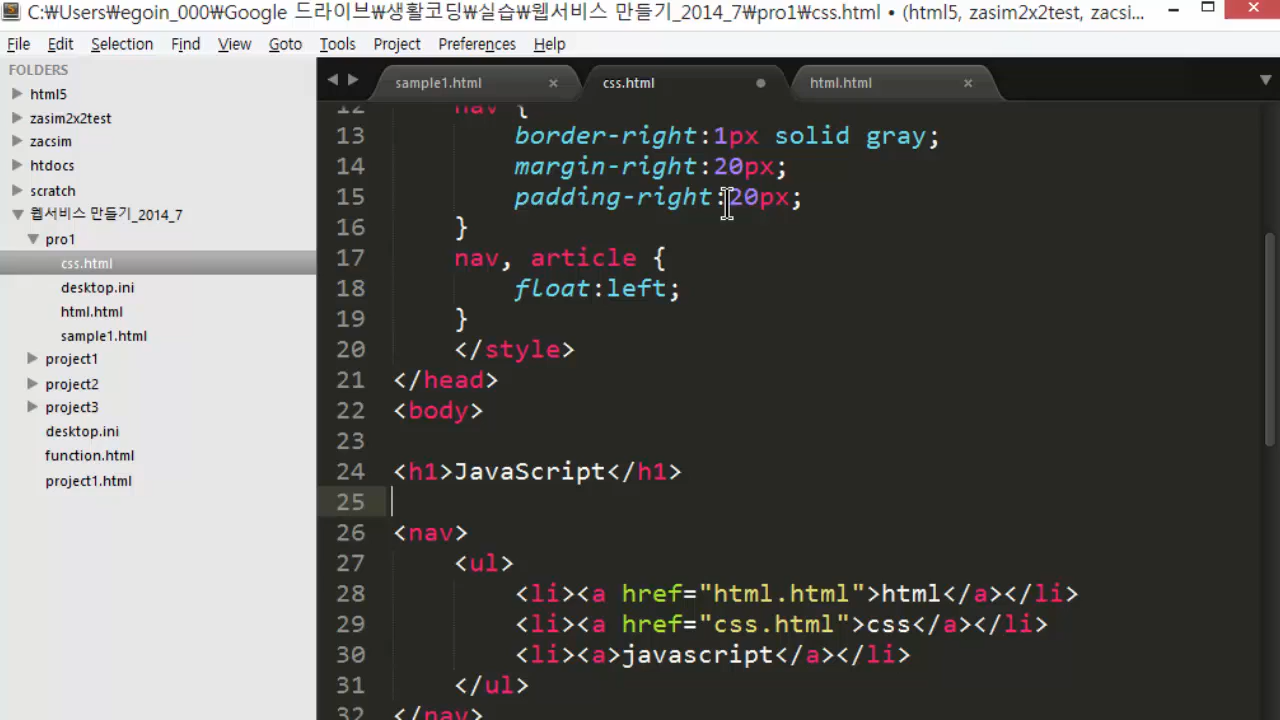 C:\Users\egoin_000\Google 드라이브\생활코딩\실습\웹서비스 만들기_2014_7\pro1\css.html • (html5, zasim2x2test, zacsi...
File Edit Selection Find View Goto Tools Project Preferences Help
FOLDERS
html5
zasim2x2test
zacsim
htdocs
scratch
웹서비스 만들기_2014_7
pro1
css.html
desktop.ini
html.html
sample1.html
project1
project2
project3
desktop.ini
function.html
project1.html
sample1.html × css.html html.html ×
12 nav {
13 border-right:1px solid gray;
14 margin-right:20px;
15 padding-right:20px;
16 }
17 nav, article {
18 float:left;
19 }
20 </style>
21 </head>
22 <body>
23
24 <h1>JavaScript</h1>
25
26 <nav>
27 <ul>
28 <li><a href="html.html">html</a></li>
29 <li><a href="css.html">css</a></li>
30 <li><a>javascript</a></li>
31 </ul>
32 </nav>